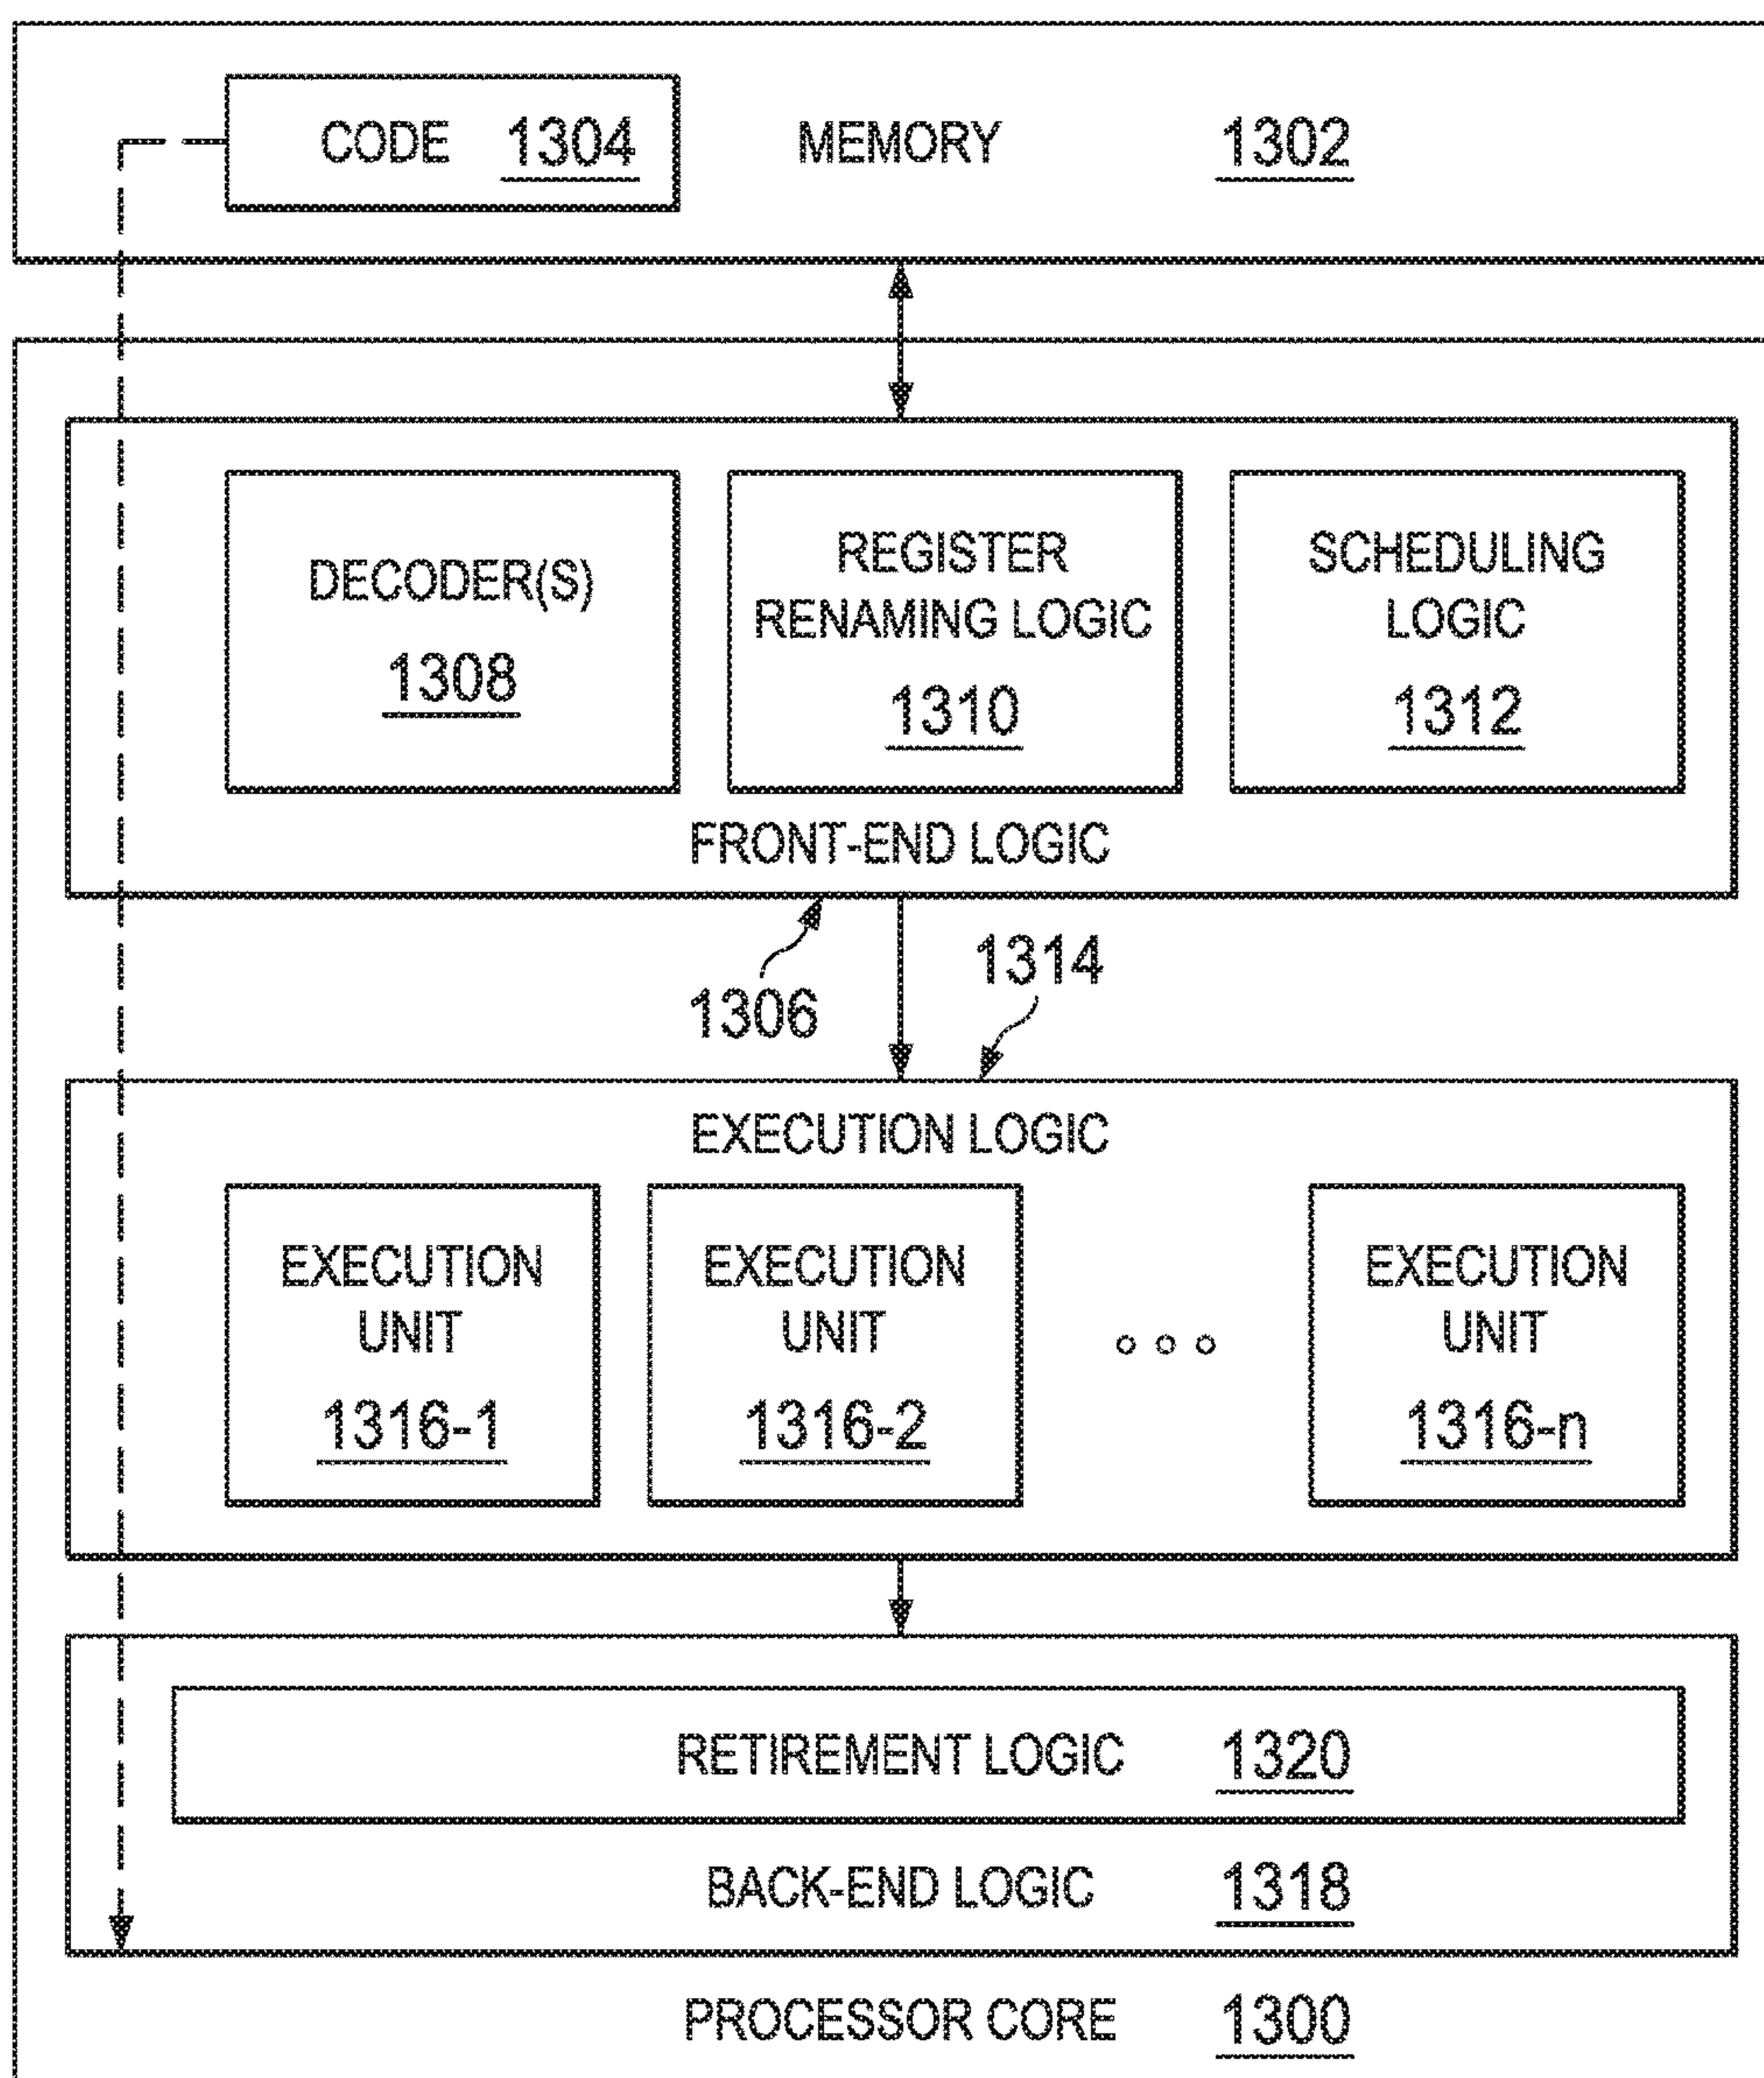 CODE 1304 MEMORY 1302
DECODER(S)
1308
REGISTER
RENAMING LOGIC
1310
SCHEDULING
LOGIC
1312
FRONT-END LOGIC
1306
1314
EXECUTION LOGIC
EXECUTION
UNIT
1316-1
EXECUTION
UNIT
1316-2
EXECUTION
UNIT
1316-n
RETIREMENT LOGIC 1320
BACK-END LOGIC 1318
PROCESSOR CORE 1300